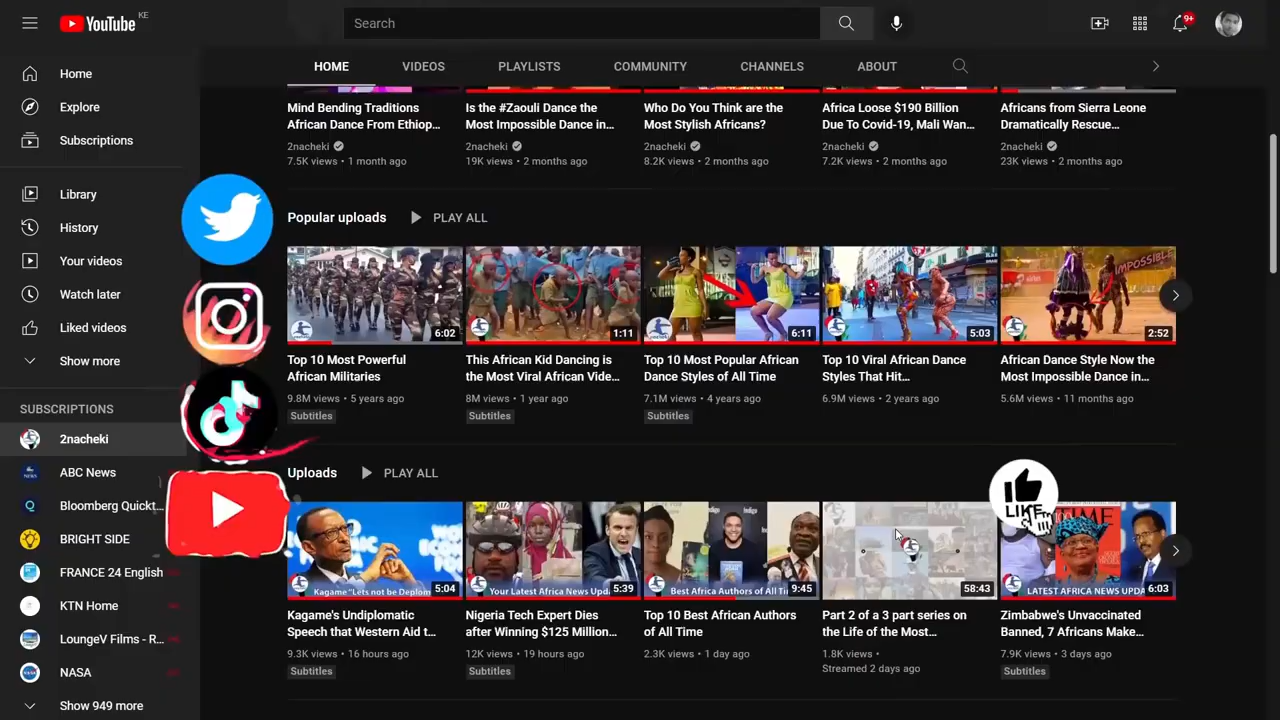 YouTube KE
Search
9+
HOME VIDEOS PLAYLISTS COMMUNITY CHANNELS ABOUT
Home
Explore
Subscriptions
Library
History
Your videos
Watch later
Liked videos
Show more
SUBSCRIPTIONS
2nacheki
ABC News
Bloomberg Quickt...
BRIGHT SIDE
FRANCE 24 English
KTN Home
LoungeV Films - R...
NASA
Show 949 more
Mind Bending Traditions
African Dance From Ethiop...
2nacheki
7.5K views • 1 month ago
Is the #Zaouli Dance the
Most Impossible Dance in...
2nacheki
19K views • 2 months ago
Who Do You Think are the
Most Stylish Africans?
2nacheki
8.2K views • 2 months ago
Africa Loose $190 Billion
Due To Covid-19, Mali Wan...
2nacheki
7.2K views • 2 months ago
Africans from Sierra Leone
Dramatically Rescue...
2nacheki
23K views • 2 months ago
Popular uploads PLAY ALL
6:02
Top 10 Most Powerful
African Militaries
9.8M views • 5 years ago
Subtitles
1:11
This African Kid Dancing is
the Most Viral African Vide...
8M views • 1 year ago
Subtitles
6:11
Top 10 Most Popular African
Dance Styles of All Time
7.1M views • 4 years ago
Subtitles
5:03
Top 10 Viral African Dance
Styles That Hit...
6.9M views • 2 years ago
IMPOSSIBLE
2:52
African Dance Style Now the
Most Impossible Dance in...
5.6M views • 11 months ago
Uploads PLAY ALL
Kagame "Lets not be Diplom
5:04
Kagame's Undiplomatic
Speech that Western Aid t...
9.3K views • 16 hours ago
Subtitles
Your Latest Africa News Upda
5:39
Nigeria Tech Expert Dies
after Winning $125 Million...
12K views • 19 hours ago
Subtitles
Best Africa Authors of All Ti
9:45
Top 10 Best African Authors
of All Time
2.3K views • 1 day ago
58:43
Part 2 of a 3 part series on
the Life of the Most...
1.8K views •
Streamed 2 days ago
LIKE
LATEST AFRICA NEWS UPDA
6:03
Zimbabwe's Unvaccinated
Banned, 7 Africans Make...
7.9K views • 3 days ago
Subtitles